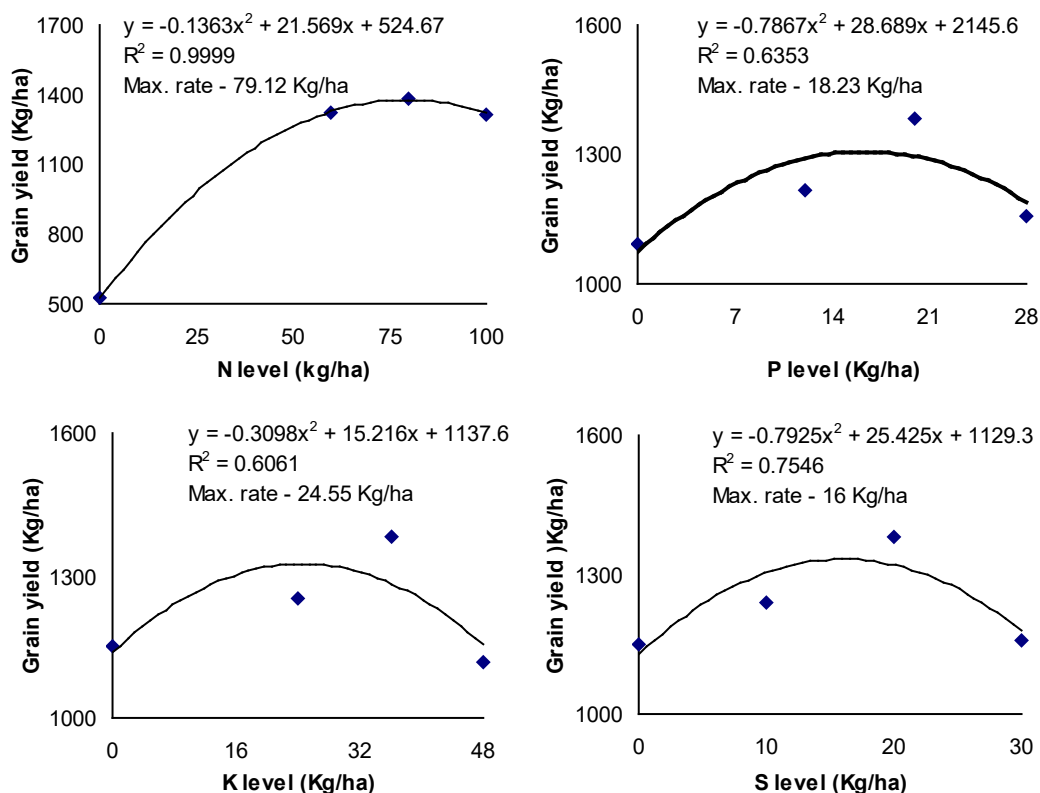 y = -0.1363x² + 21.569x + 524.67
R² = 0.9999
Max. rate - 79.12 Kg/ha
1700
1400
1100
800
500
0 25 50 75 100
Grain yield (Kg/ha)
N level (kg/ha)
y = -0.7867x² + 28.689x + 2145.6
R² = 0.6353
Max. rate - 18.23 Kg/ha
1600
1300
1000
0 7 14 21 28
Grain yield (Kg/ha)
P level (Kg/ha)
y = -0.3098x² + 15.216x + 1137.6
R² = 0.6061
Max. rate - 24.55 Kg/ha
1600
1300
1000
0 16 32 48
Grain yield (Kg/ha)
K level (Kg/ha)
y = -0.7925x² + 25.425x + 1129.3
R² = 0.7546
Max. rate - 16 Kg/ha
1600
1300
1000
0 10 20 30
Grain yield )Kg/ha)
S level (Kg/ha)